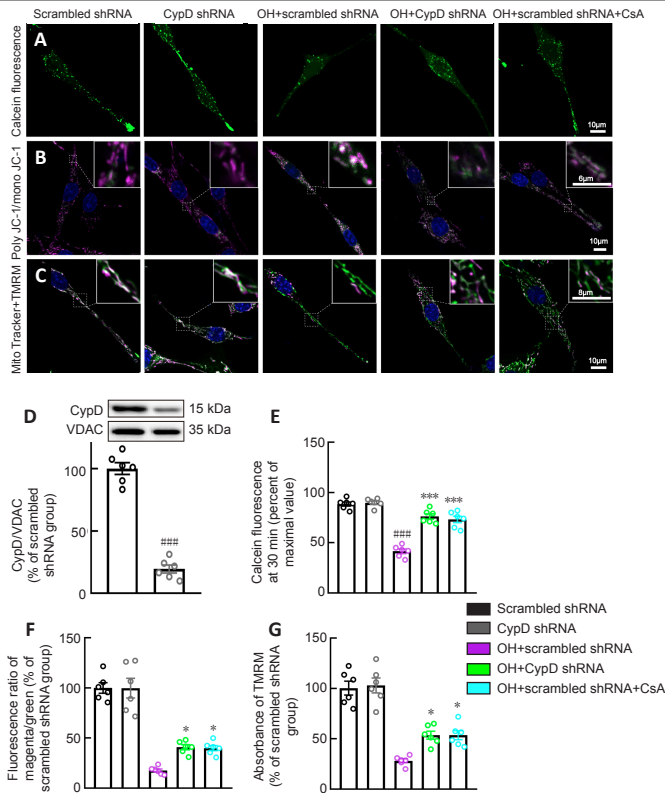 Scrambled shRNA CypD shRNA OH+scrambled shRNA OH+CypD shRNA OH+scrambled shRNA+CsA
A
Calcein fluorescence
10μm
B
Poly JC-1/mono JC-1
6μm
10μm
C
Mito Tracker+TMRM
8μm
10μm
D
CypD 15 kDa
VDAC 35 kDa
CypD/VDAC
(% of scrambled
shRNA group)
100
50
0
###
E
Calcein fluorescence
at 30 min (percent of
maximal value)
150
100
50
0
###
***
***
Scrambled shRNA
CypD shRNA
OH+scrambled shRNA
OH+CypD shRNA
OH+scrambled shRNA+CsA
F
Fluorescence ratio of
magenta/green (% of
scrambled shRNA group)
150
100
50
0
*
*
G
Absorbance of TMRM
(% of scrambled shRNA
group)
150
100
50
0
*
*